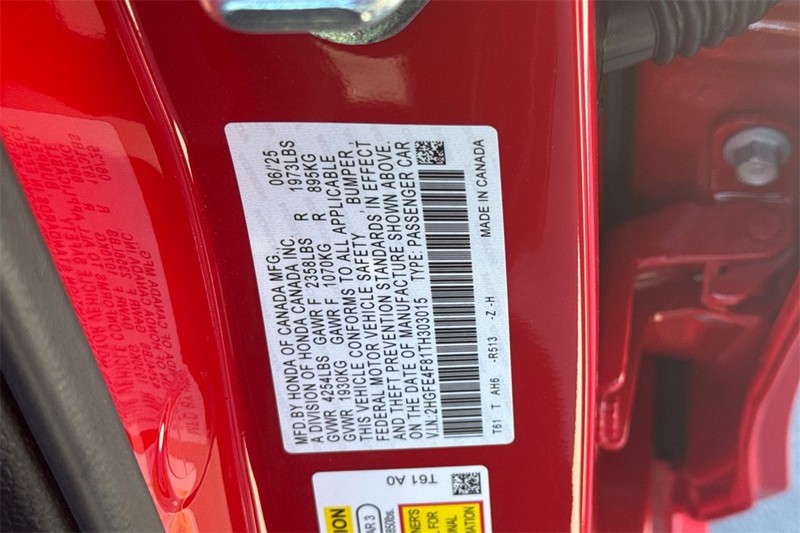 MFD.BY HONDA OF CANADA MFG. 06/'25
A DIVISION OF HONDA CANADA INC.
GVWR 4254LBS GAWR F 2358LBS R 1973LBS
GVWR 1930KG GAWR F 1070KG R 895KG
THIS VEHICLE CONFORMS TO ALL APPLICABLE
FEDERAL MOTOR VEHICLE SAFETY , BUMPER ,
AND THEFT PREVENTION STANDARDS IN EFFECT
ON THE DATE OF MANUFACTURE SHOWN ABOVE.
V.I.N.:2HGFE4F81TH303015 TYPE: PASSENGER CAR
T61 T AH6 -R513 -Z -H MADE IN CANADA
T61 A0